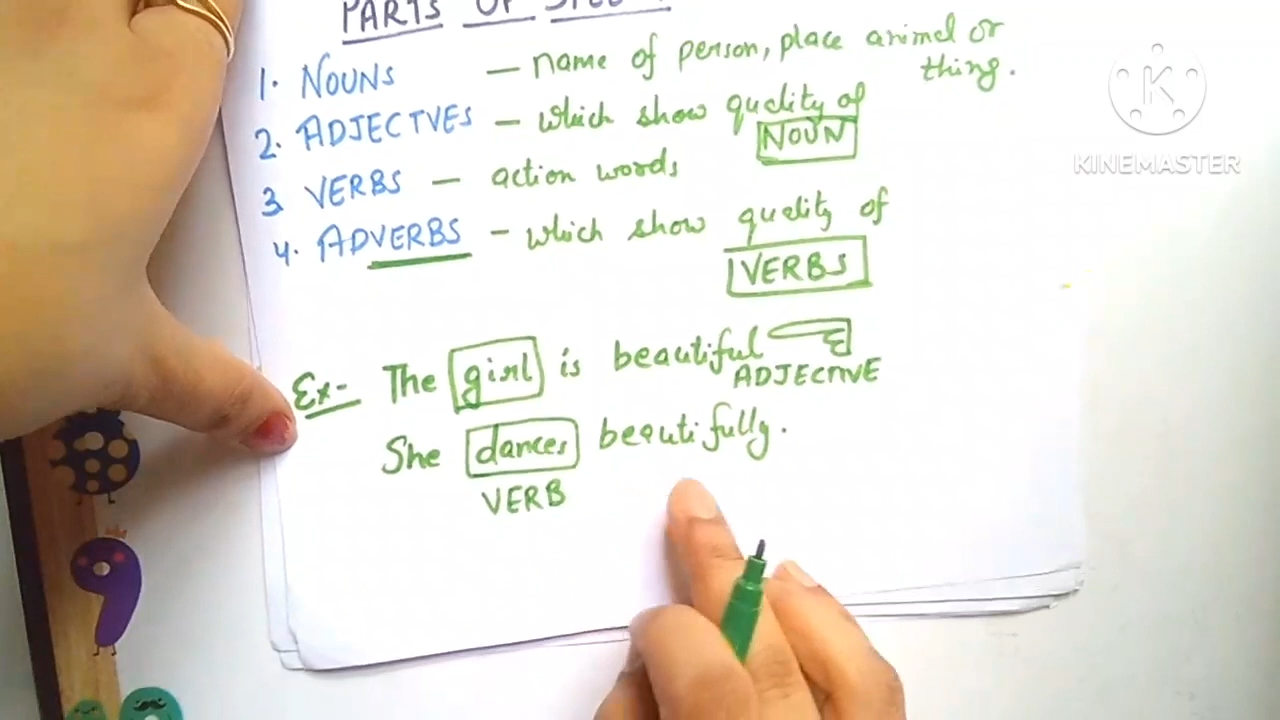 PARTS OF SPEECH
1. NOUNS — name of person, place animal or thing.
2. ADJECTVES — which show quality of NOUN
3 VERBS — action words
4. ADVERBS - which show quality of VERBS
Ex- The girl is beautiful
ADJECTIVE
She dances beautifully.
VERB
K
KINEMASTER